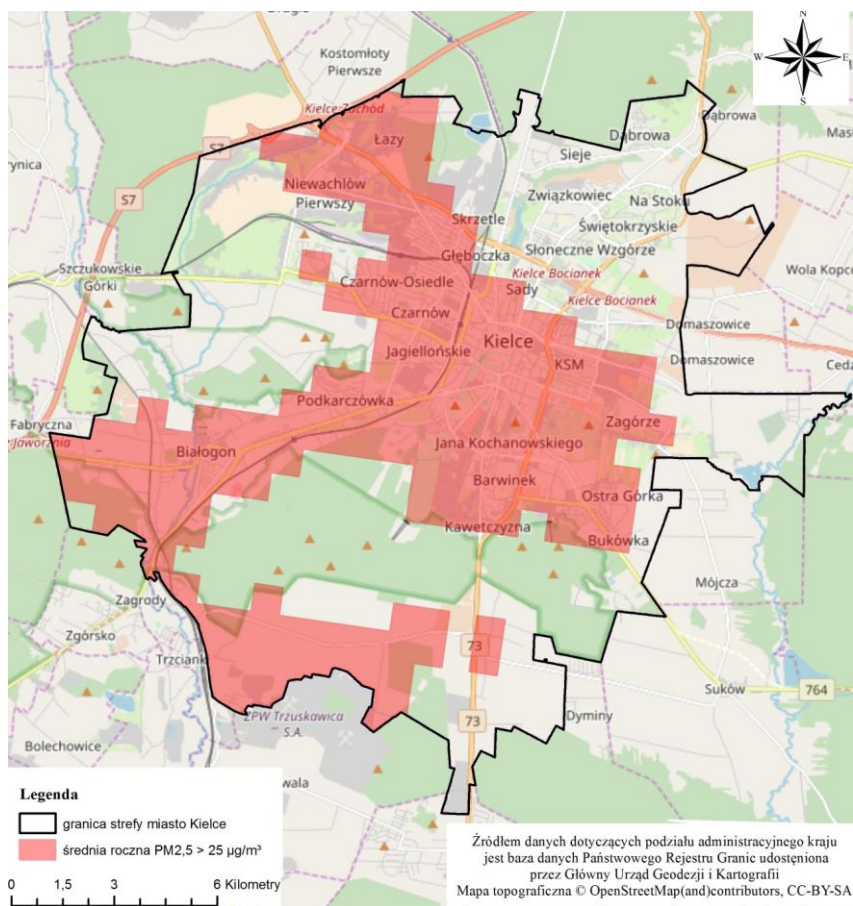 Kostomłoty
Pierwsze
N
W
E
S
Kielce Zachód
Łazy
Dąbrowa
Dąbrowa
Sieje
S7
Niewachlów
Pierwszy
Związkowiec
Na Stoku
S7
Skrzetle
Świętokrzyskie
Głęboczka
Słoneczne Wzgórze
Szczukowskie
Górki
Czarnów-Osiedle
Kielce Bocianek
Wola Kopco
Sady
Kielce Bocianek
Czarnów
Domaszowice
Kielce
Jagiellońskie
Domaszowice
KSM
Podkarczówka
Fabryczna
Zagórze
Jaworznia
Białogon
Jana Kochanowskiego
Barwinek
Ostra Górka
Kawetczyzna
Bukówka
Mójcza
Zagrody
Zgórsko
73
Trzciank
Suków
764
ZPW Trzuskawica
S.A.
73
Dyminy
Bolechowice
wala
Legenda
granica strefy miasto Kielce
średnia roczna PM2,5 > 25 µg/m³
0 1,5 3 6 Kilometry
Źródłem danych dotyczących podziału administracyjnego kraju
jest baza danych Państwowego Rejestru Granic udostęniona
przez Główny Urząd Geodezji i Kartografii
Mapa topograficzna © OpenStreetMap(and)contributors, CC-BY-SA